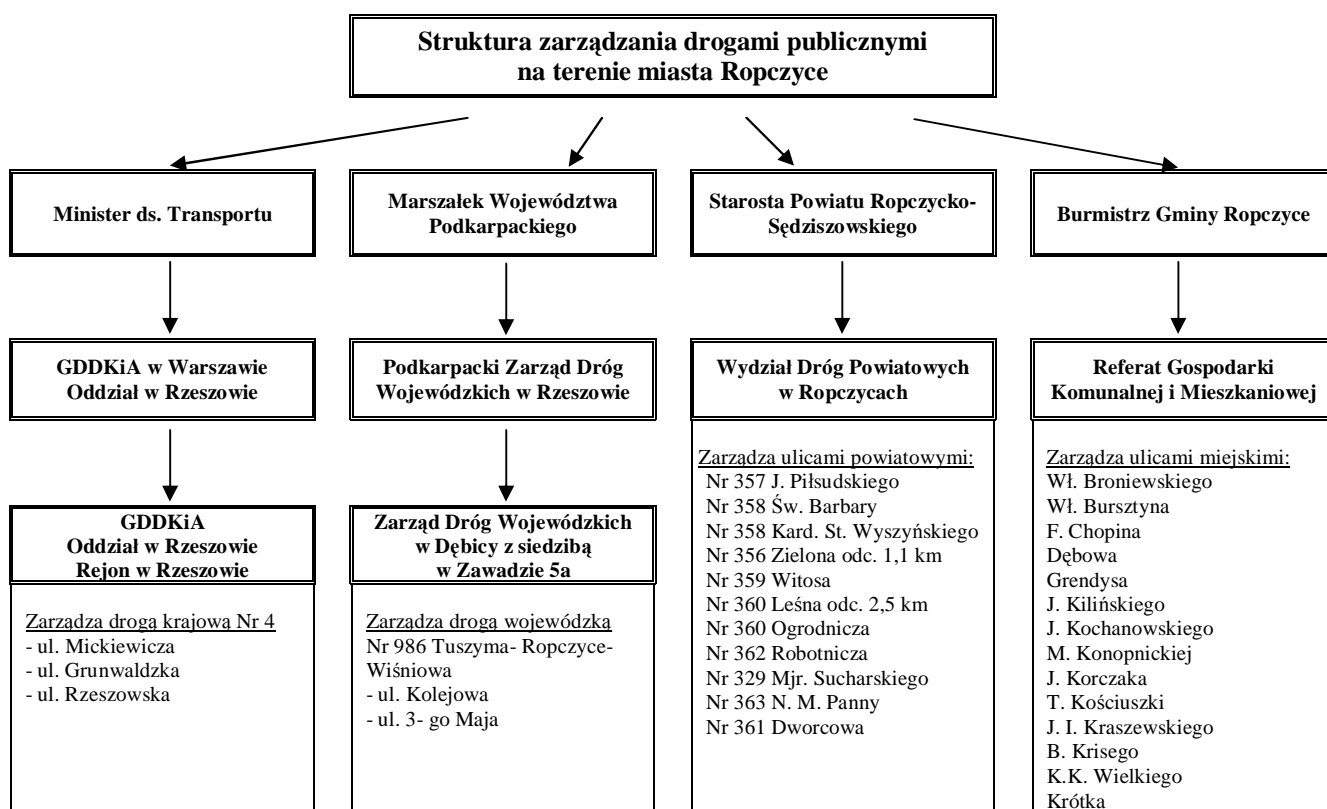 Struktura zarządzania drogami publicznymi
na terenie miasta Ropczyce
Minister ds. Transportu
Marszałek Województwa
Podkarpackiego
Starosta Powiatu Ropczycko-
Sędziszowskiego
Burmistrz Gminy Ropczyce
GDDKiA w Warszawie
Oddział w Rzeszowie
Podkarpacki Zarząd Dróg
Wojewódzkich w Rzeszowie
Wydział Dróg Powiatowych
w Ropczycach
Referat Gospodarki
Komunalnej i Mieszkaniowej
GDDKiA
Oddział w Rzeszowie
Rejon w Rzeszowie
Zarządza drogą krajową Nr 4
- ul. Mickiewicza
- ul. Grunwaldzka
- ul. Rzeszowska
Zarząd Dróg Wojewódzkich
w Dębicy z siedzibą
w Zawadzie 5a
Zarządza drogą wojewódzką
Nr 986 Tuszyma- Ropczyce-
Wiśniowa
- ul. Kolejowa
- ul. 3- go Maja
Zarządza ulicami powiatowymi:
Nr 357 J. Piłsudskiego
Nr 358 Św. Barbary
Nr 358 Kard. St. Wyszyńskiego
Nr 356 Zielona odc. 1,1 km
Nr 359 Witosa
Nr 360 Leśna odc. 2,5 km
Nr 360 Ogrodnicza
Nr 362 Robotnicza
Nr 329 Mjr. Sucharskiego
Nr 363 N. M. Panny
Nr 361 Dworcowa
Zarządza ulicami miejskimi:
Wł. Broniewskiego
Wł. Bursztyna
F. Chopina
Dębowa
Grendysa
J. Kilińskiego
J. Kochanowskiego
M. Konopnickiej
J. Korczaka
T. Kościuszki
J. I. Kraszewskiego
B. Krisego
K.K. Wielkiego
Krótka